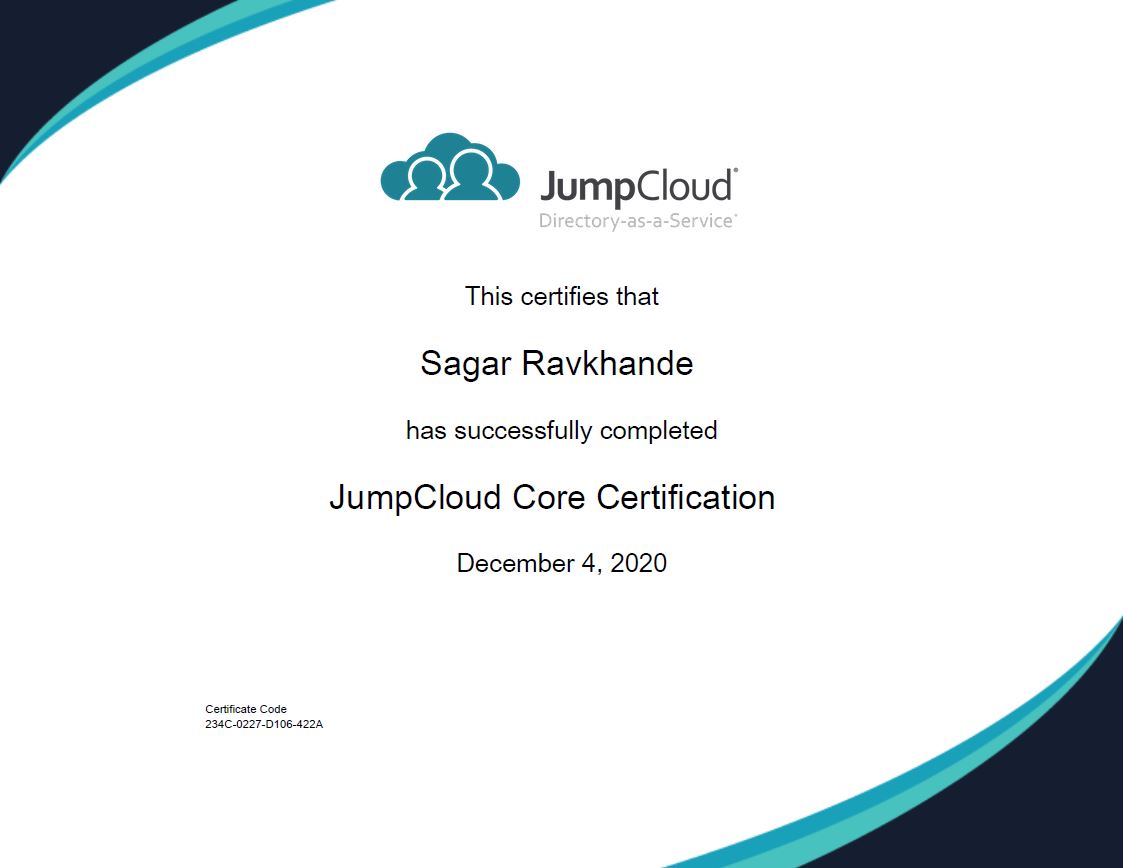 JumpCloud®
Directory-as-a-Service®
This certifies that
Sagar Ravkhande
has successfully completed
JumpCloud Core Certification
December 4, 2020
Certificate Code
234C-0227-D106-422A